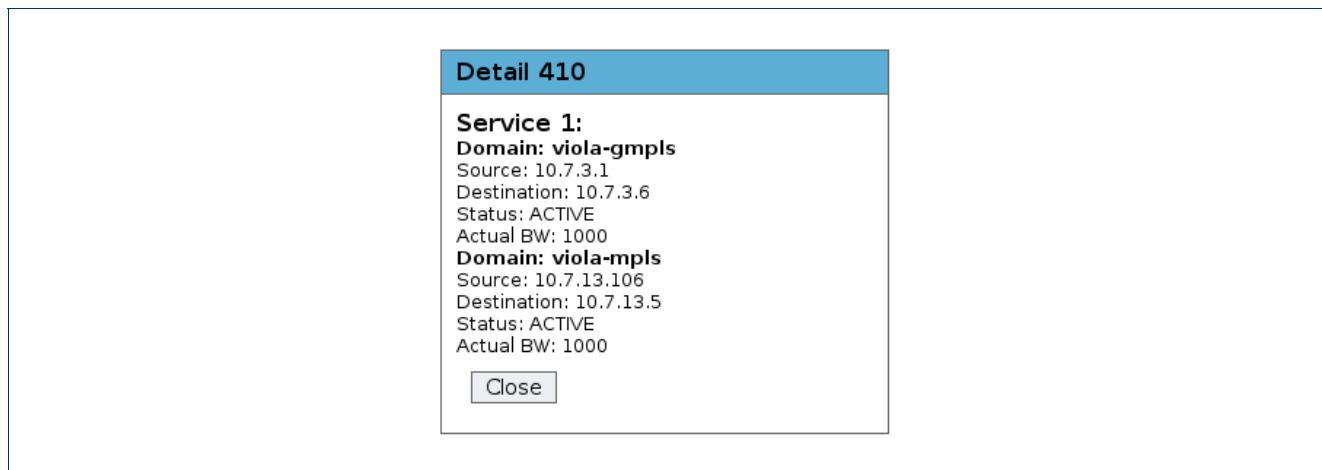 Detail 410
Service 1:
Domain: viola-gmpls
Source: 10.7.3.1
Destination: 10.7.3.6
Status: ACTIVE
Actual BW: 1000
Domain: viola-mpls
Source: 10.7.13.106
Destination: 10.7.13.5
Status: ACTIVE
Actual BW: 1000
Close